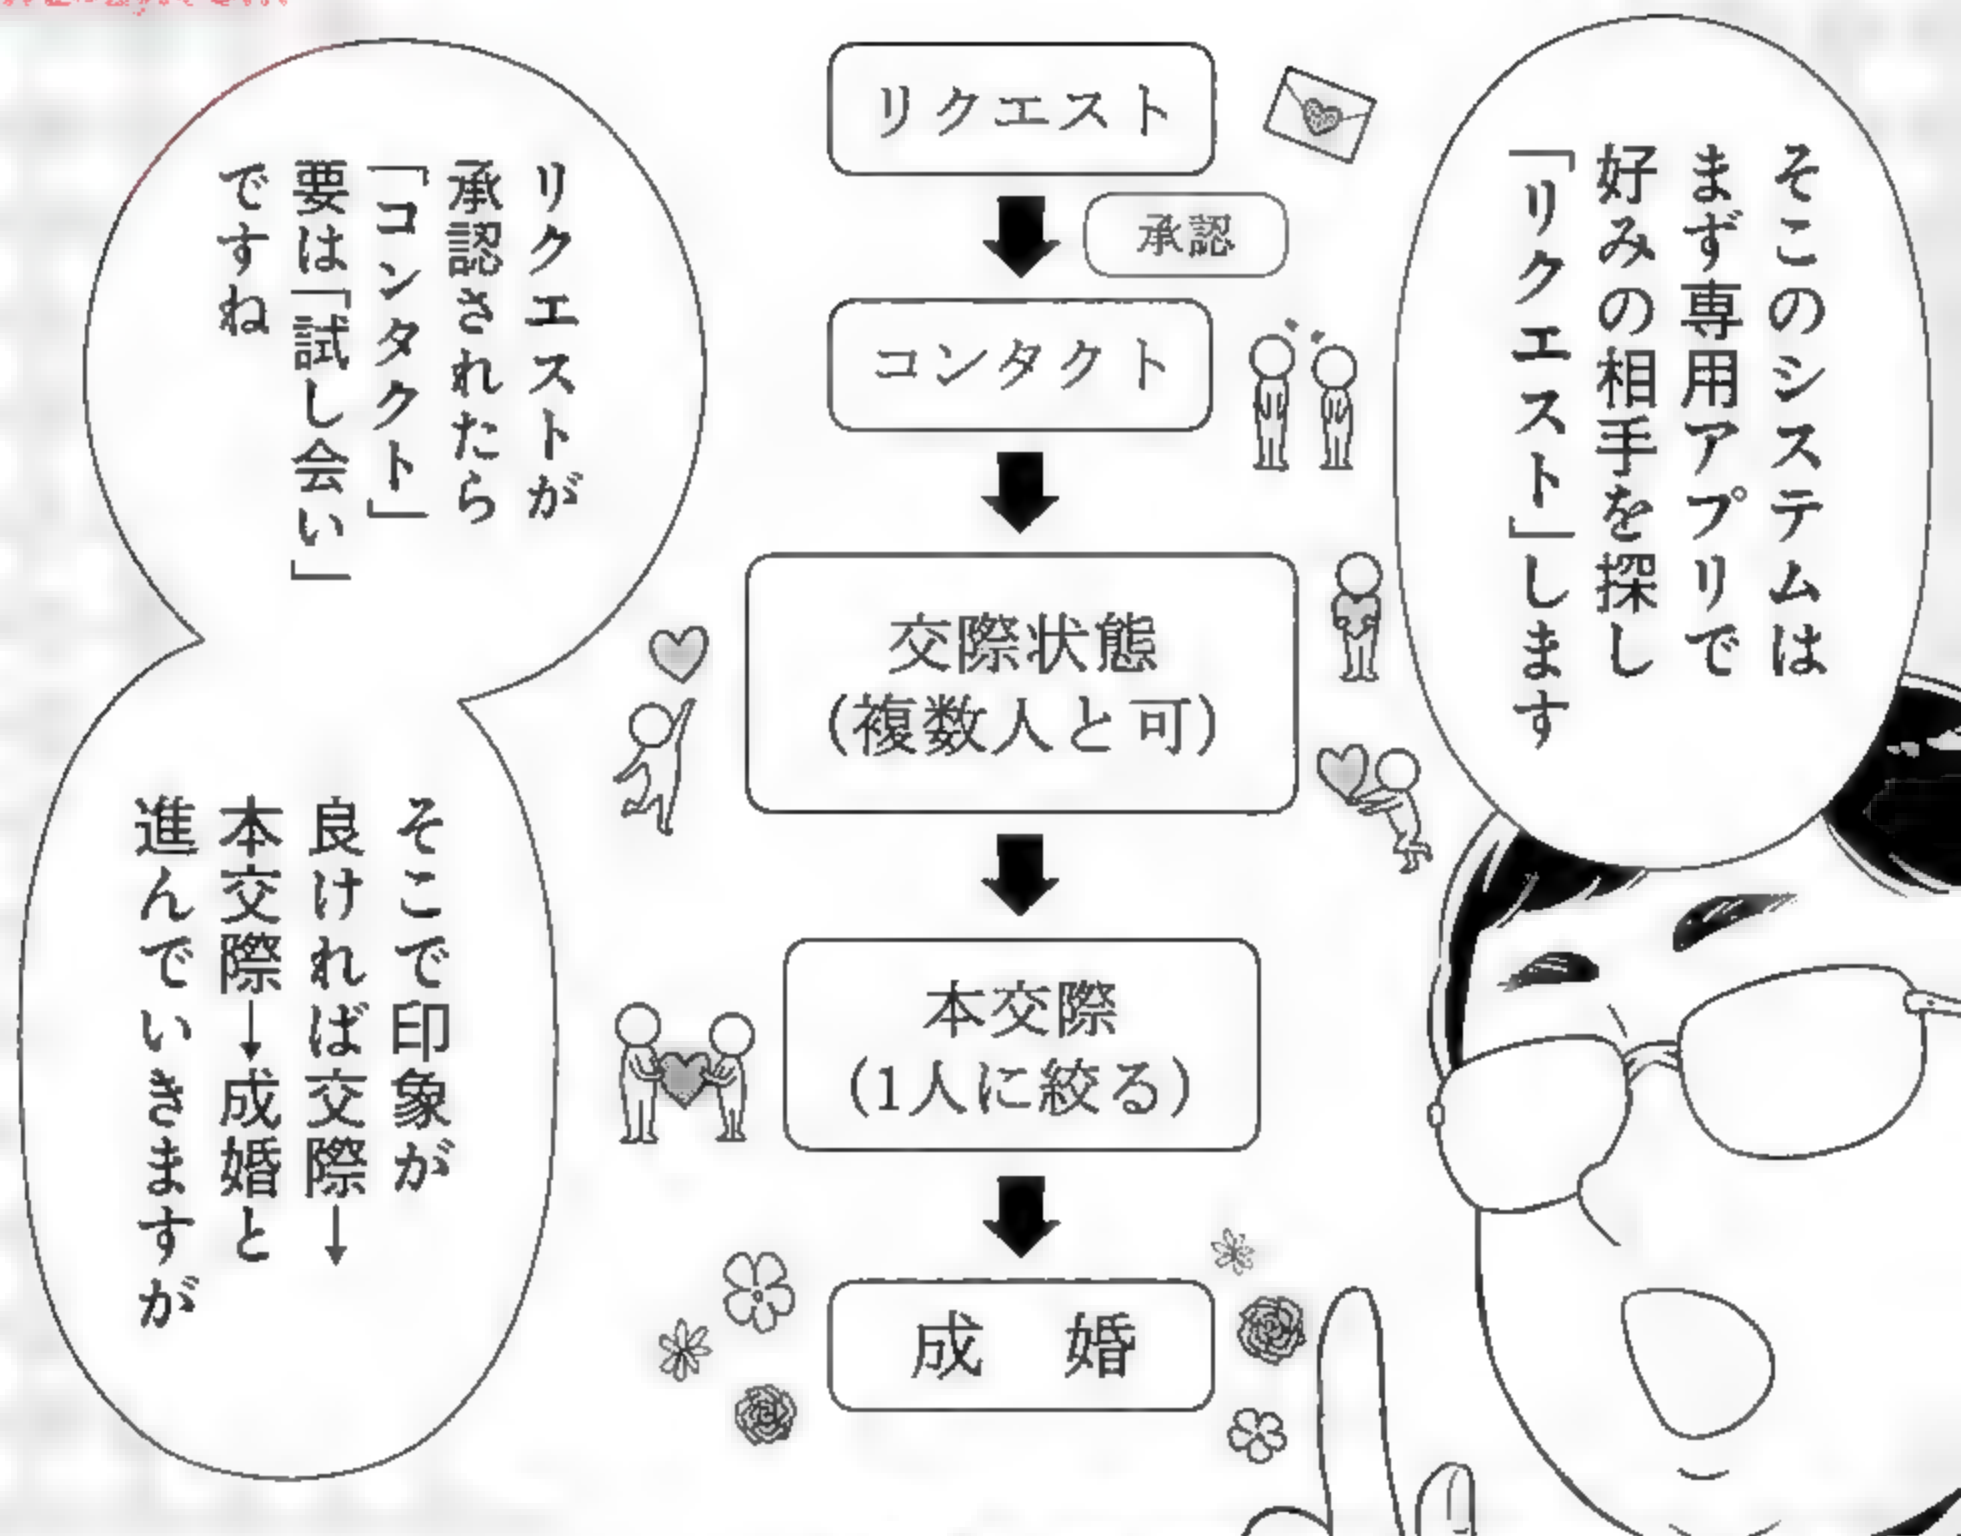 そこのシステムは
まず専用アプリで
好みの相手を探し
「リクエスト」します
リクエスト
承認
コンタクト
交際状態
(複数人と可)
本交際
(1人に絞る)
成 婚
リクエストが
承認されたら
「コンタクト」
要は「試し会い」
ですね
そこで印象が
良ければ交際→
本交際→成婚と
進んでいきますが